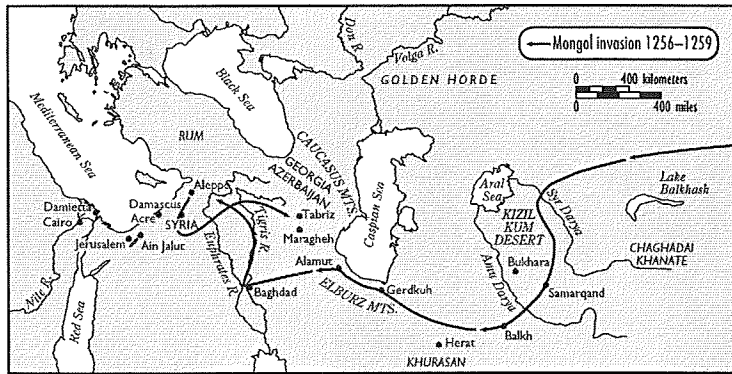 Mongol invasion 1256–1259
0 400 kilometers
0 400 miles
Don R.
Volga R.
GOLDEN HORDE
Black Sea
Mediterranean Sea
RUM
CAUCASUS MTS.
GEORGIA
AZERBAIJAN
Caspian Sea
Aral
Sea
Syr Darya
Lake
Balkhash
KIZIL
KUM
DESERT
CHAGHADAI
KHANATE
Aleppo
Damietta
Cairo
Damascus
Acre
SYRIA
Tigris R.
Tabriz
Maragheh
Bukhara
Jerusalem
Ain Jalut
Euphrates R.
Alamut
Amu Darya
Samarqand
Nile R.
Red Sea
Baghdad
ELBURZ MTS.
Gerdkuh
Balkh
Herat
KHURASAN